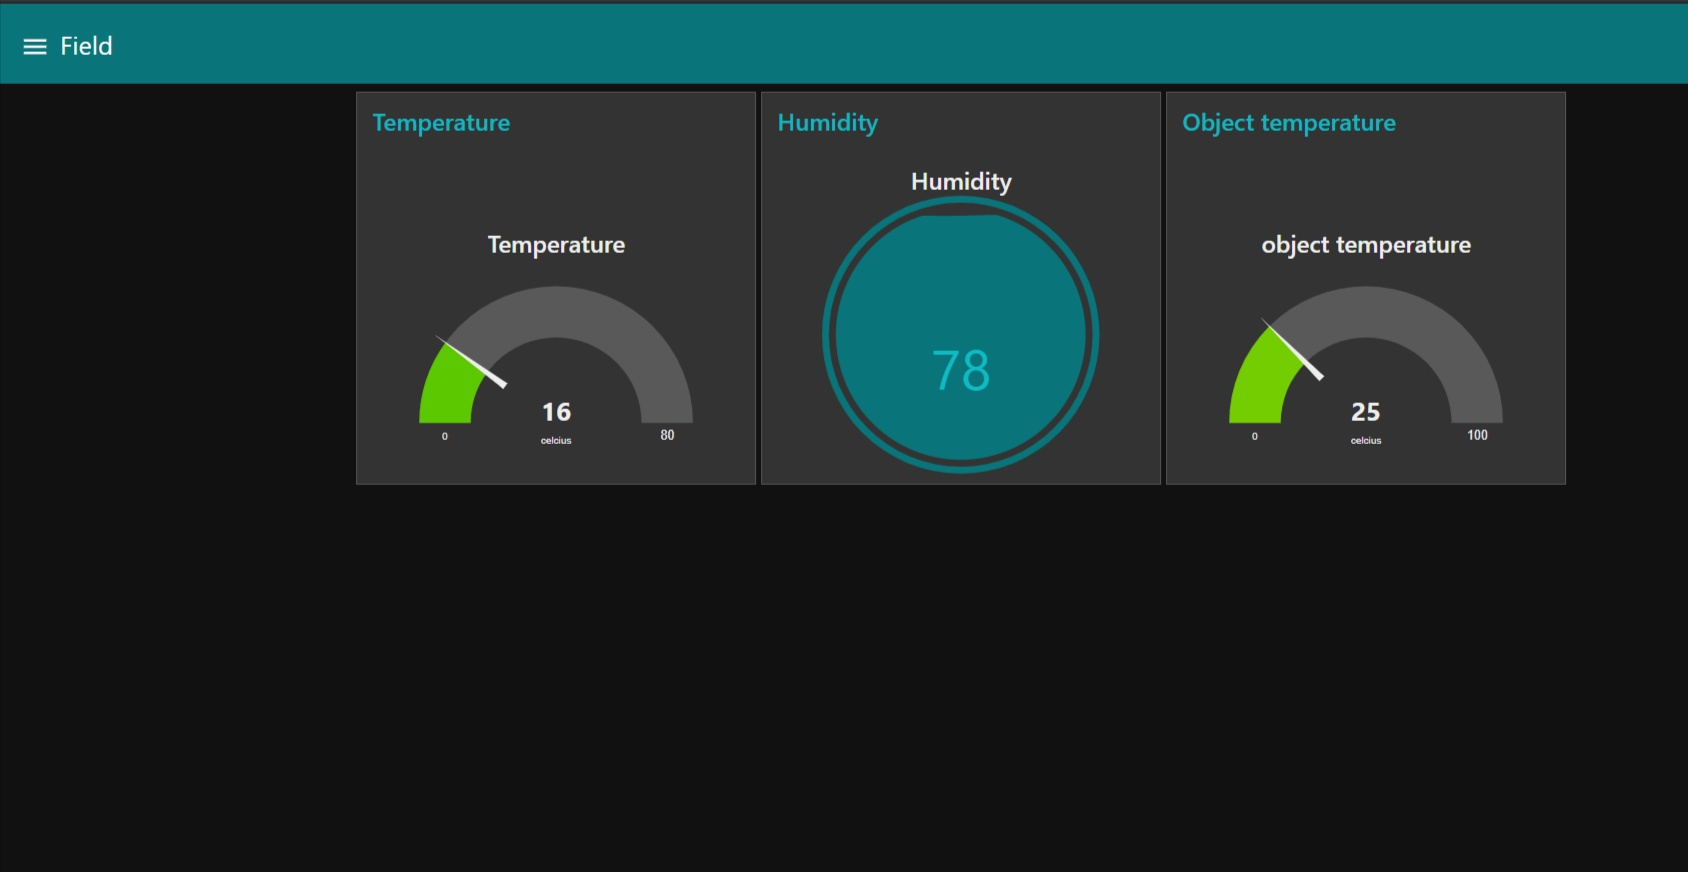 Field
Temperature
Temperature
16
0
celcius
80
Humidity
Humidity
78
Object temperature
object temperature
25
0
celcius
100